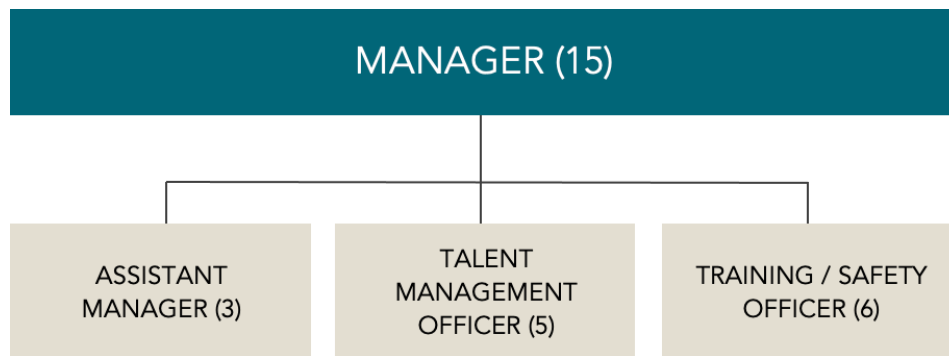 MANAGER (15)
ASSISTANT
MANAGER (3)
TALENT
MANAGEMENT
OFFICER (5)
TRAINING / SAFETY
OFFICER (6)